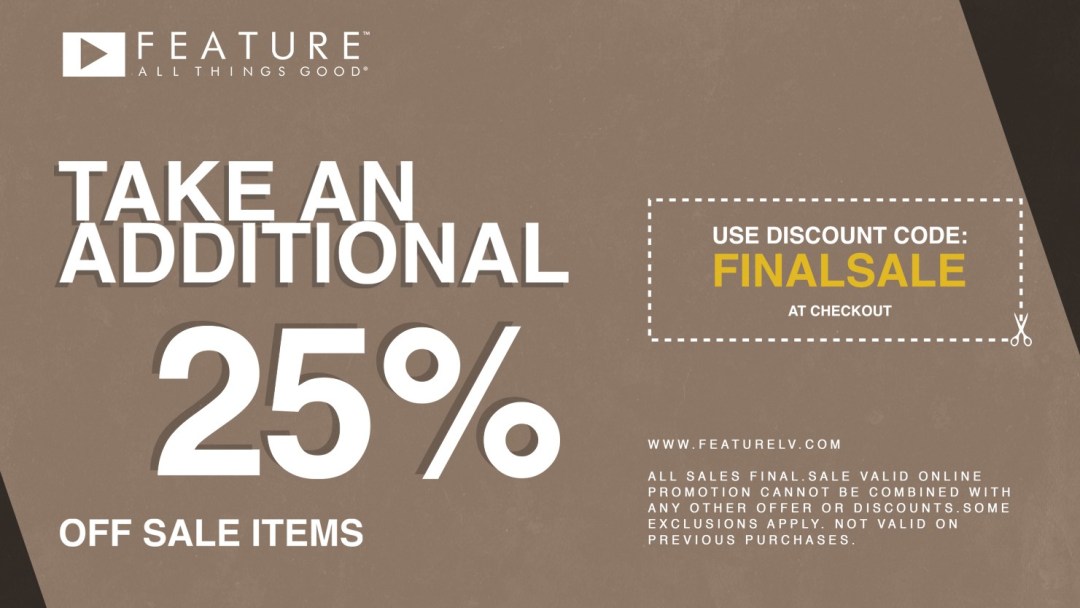 FEATURE™
ALL THINGS GOOD®
TAKE AN
ADDITIONAL
25%
OFF SALE ITEMS
USE DISCOUNT CODE:
FINALSALE
AT CHECKOUT
WWW.FEATURELV.COM
ALL SALES FINAL.SALE VALID ONLINE
PROMOTION CANNOT BE COMBINED WITH
ANY OTHER OFFER OR DISCOUNTS.SOME
EXCLUSIONS APPLY. NOT VALID ON
PREVIOUS PURCHASES.